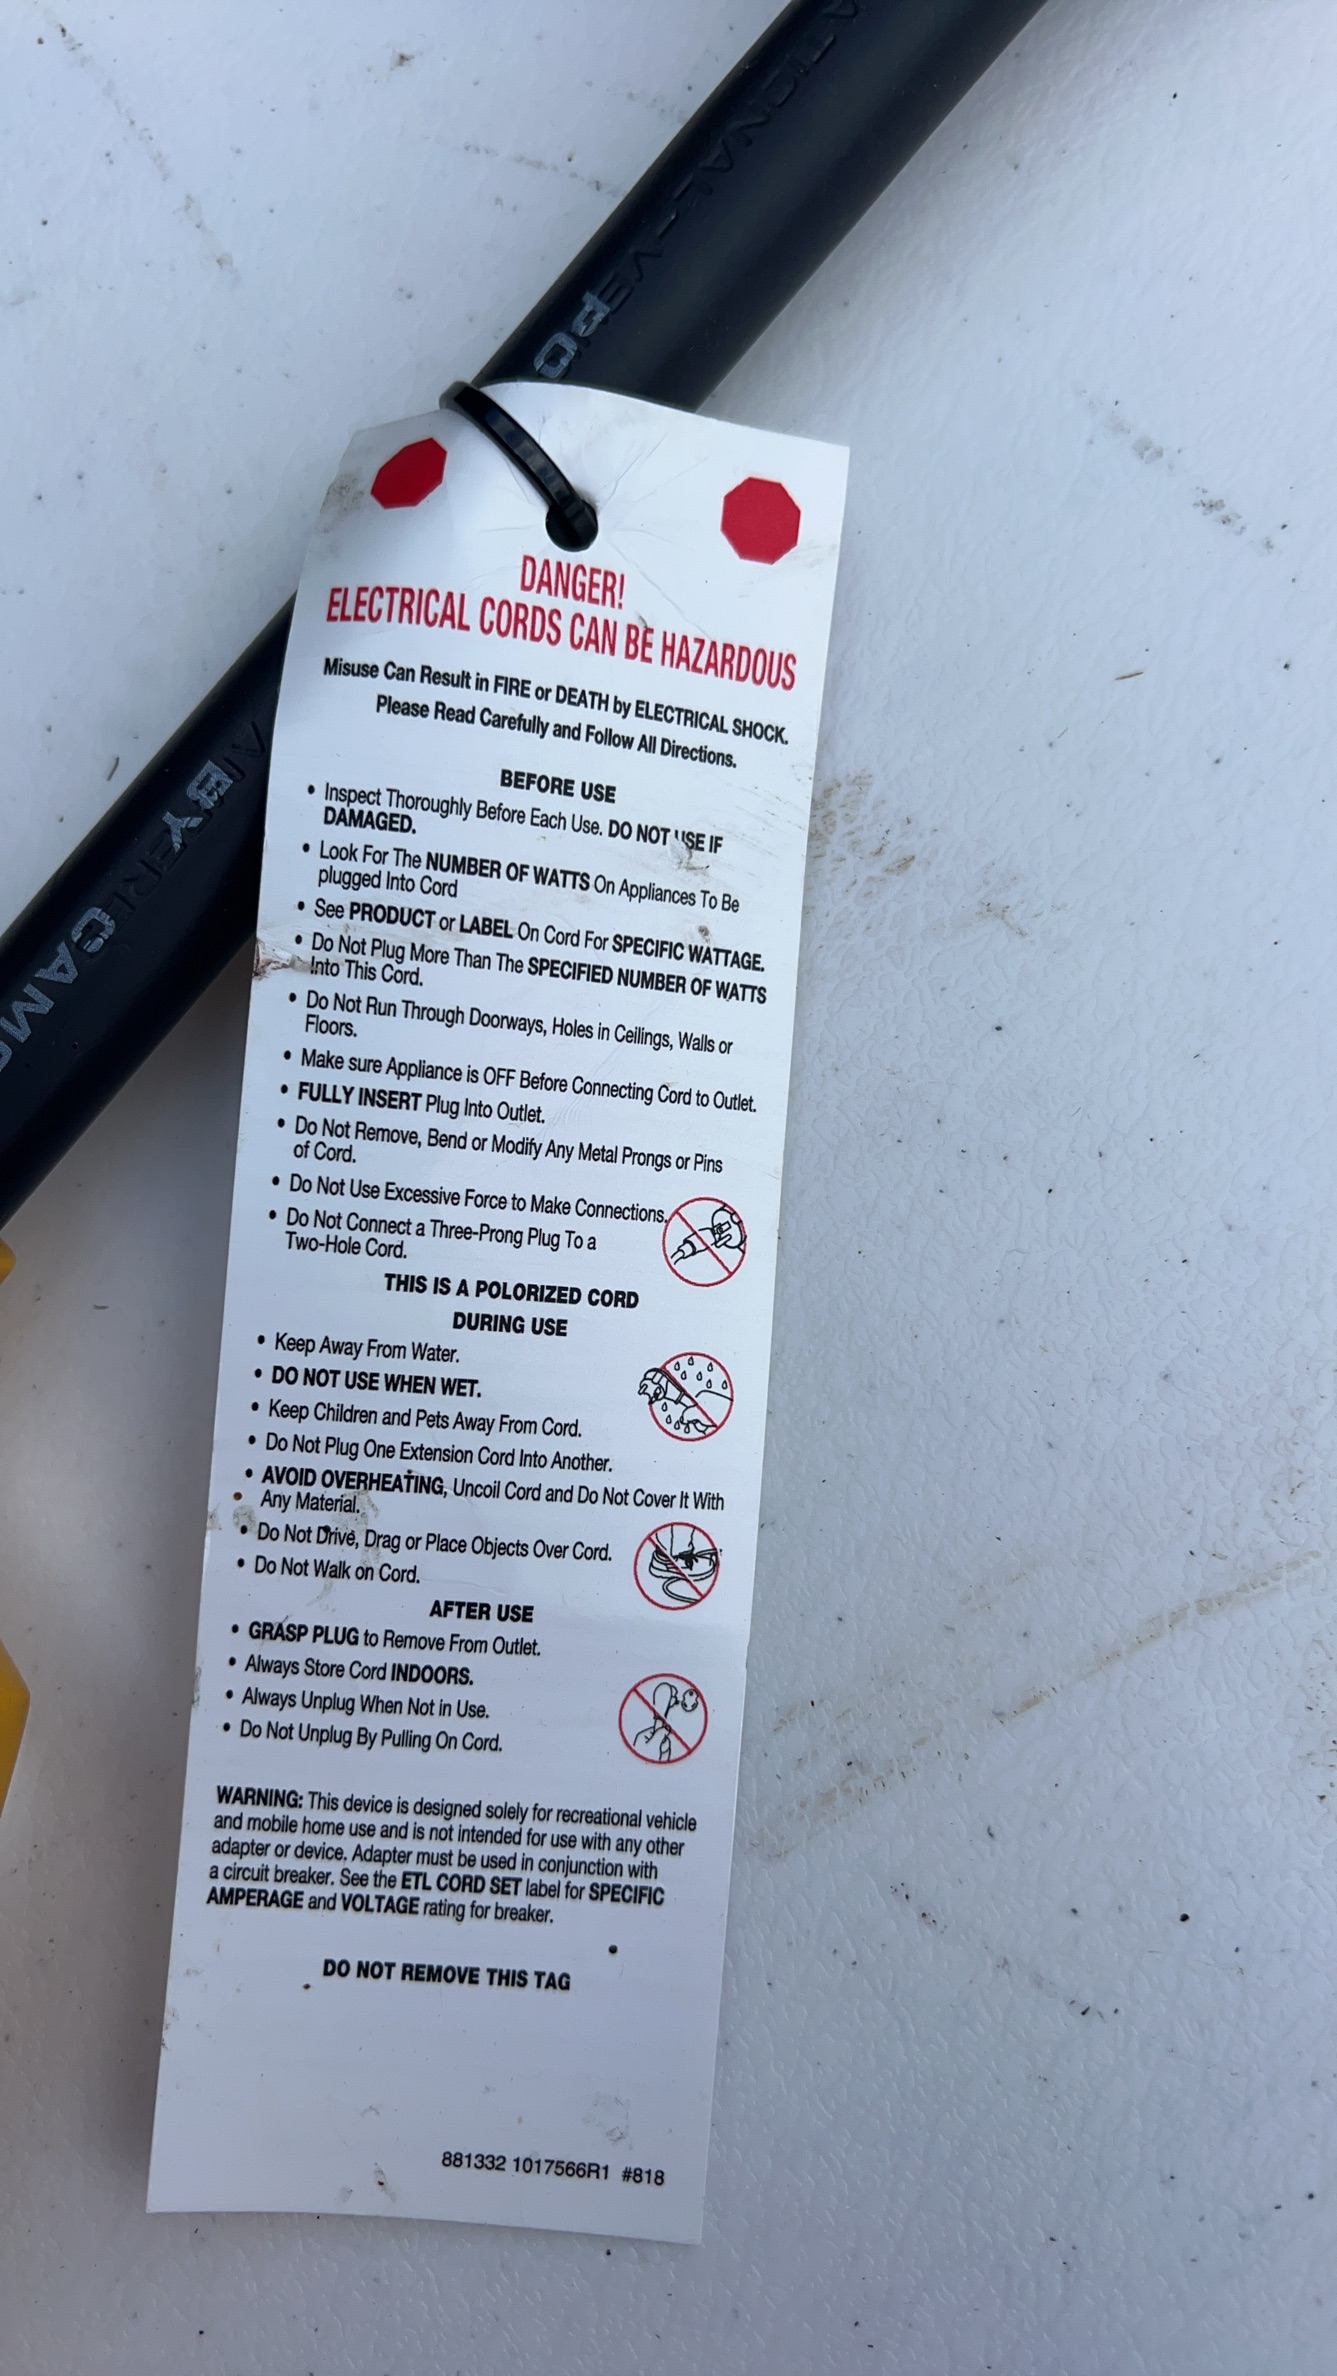 DANGER!
ELECTRICAL CORDS CAN BE HAZARDOUS
Misuse Can Result in FIRE or DEATH by ELECTRICAL SHOCK.
Please Read Carefully and Follow All Directions.
BEFORE USE
• Inspect Thoroughly Before Each Use. DO NOT USE IF
DAMAGED.
• Look For The NUMBER OF WATTS On Appliances To Be
plugged Into Cord
• See PRODUCT or LABEL On Cord For SPECIFIC WATTAGE.
• Do Not Plug More Than The SPECIFIED NUMBER OF WATTS
Into This Cord.
• Do Not Run Through Doorways, Holes in Ceilings, Walls or
Floors.
• Make sure Appliance is OFF Before Connecting Cord to Outlet.
• FULLY INSERT Plug Into Outlet.
• Do Not Remove, Bend or Modify Any Metal Prongs or Pins
of Cord.
• Do Not Use Excessive Force to Make Connections.
• Do Not Connect a Three-Prong Plug To a
Two-Hole Cord.
THIS IS A POLORIZED CORD
DURING USE
• Keep Away From Water.
• DO NOT USE WHEN WET.
• Keep Children and Pets Away From Cord.
• Do Not Plug One Extension Cord Into Another.
• AVOID OVERHEATING, Uncoil Cord and Do Not Cover It With
• Any Material.
• Do Not Drive, Drag or Place Objects Over Cord.
• Do Not Walk on Cord.
AFTER USE
• GRASP PLUG to Remove From Outlet.
• Always Store Cord INDOORS.
• Always Unplug When Not in Use.
• Do Not Unplug By Pulling On Cord.
WARNING: This device is designed solely for recreational vehicle
and mobile home use and is not intended for use with any other
adapter or device. Adapter must be used in conjunction with
a circuit breaker. See the ETL CORD SET label for SPECIFIC
AMPERAGE and VOLTAGE rating for breaker.
DO NOT REMOVE THIS TAG
881332 1017566R1 #818